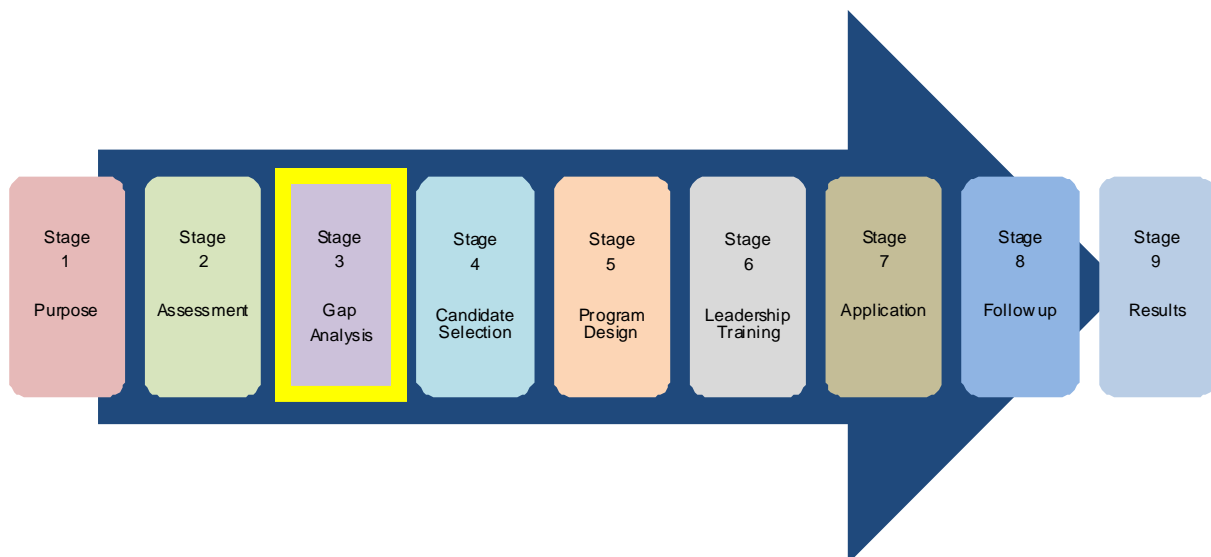 Stage
1
Purpose
Stage
2
Assessment
Stage
3
Gap
Analysis
Stage
4
Candidate
Selection
Stage
5
Program
Design
Stage
6
Leadership
Training
Stage
7
Application
Stage
8
Follow up
Stage
9
Results